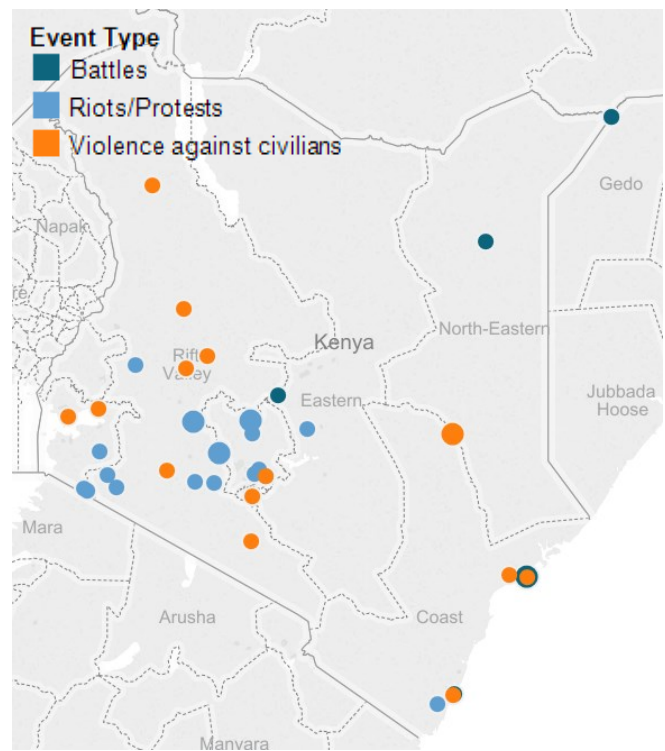 Event Type
Battles
Riots/Protests
Violence against civilians
Gedo
Napak
re
North-Eastern
Kenya
Rift
Valley
Eastern
Jubbada
Hoose
Mara
Arusha
Coast
Manyara